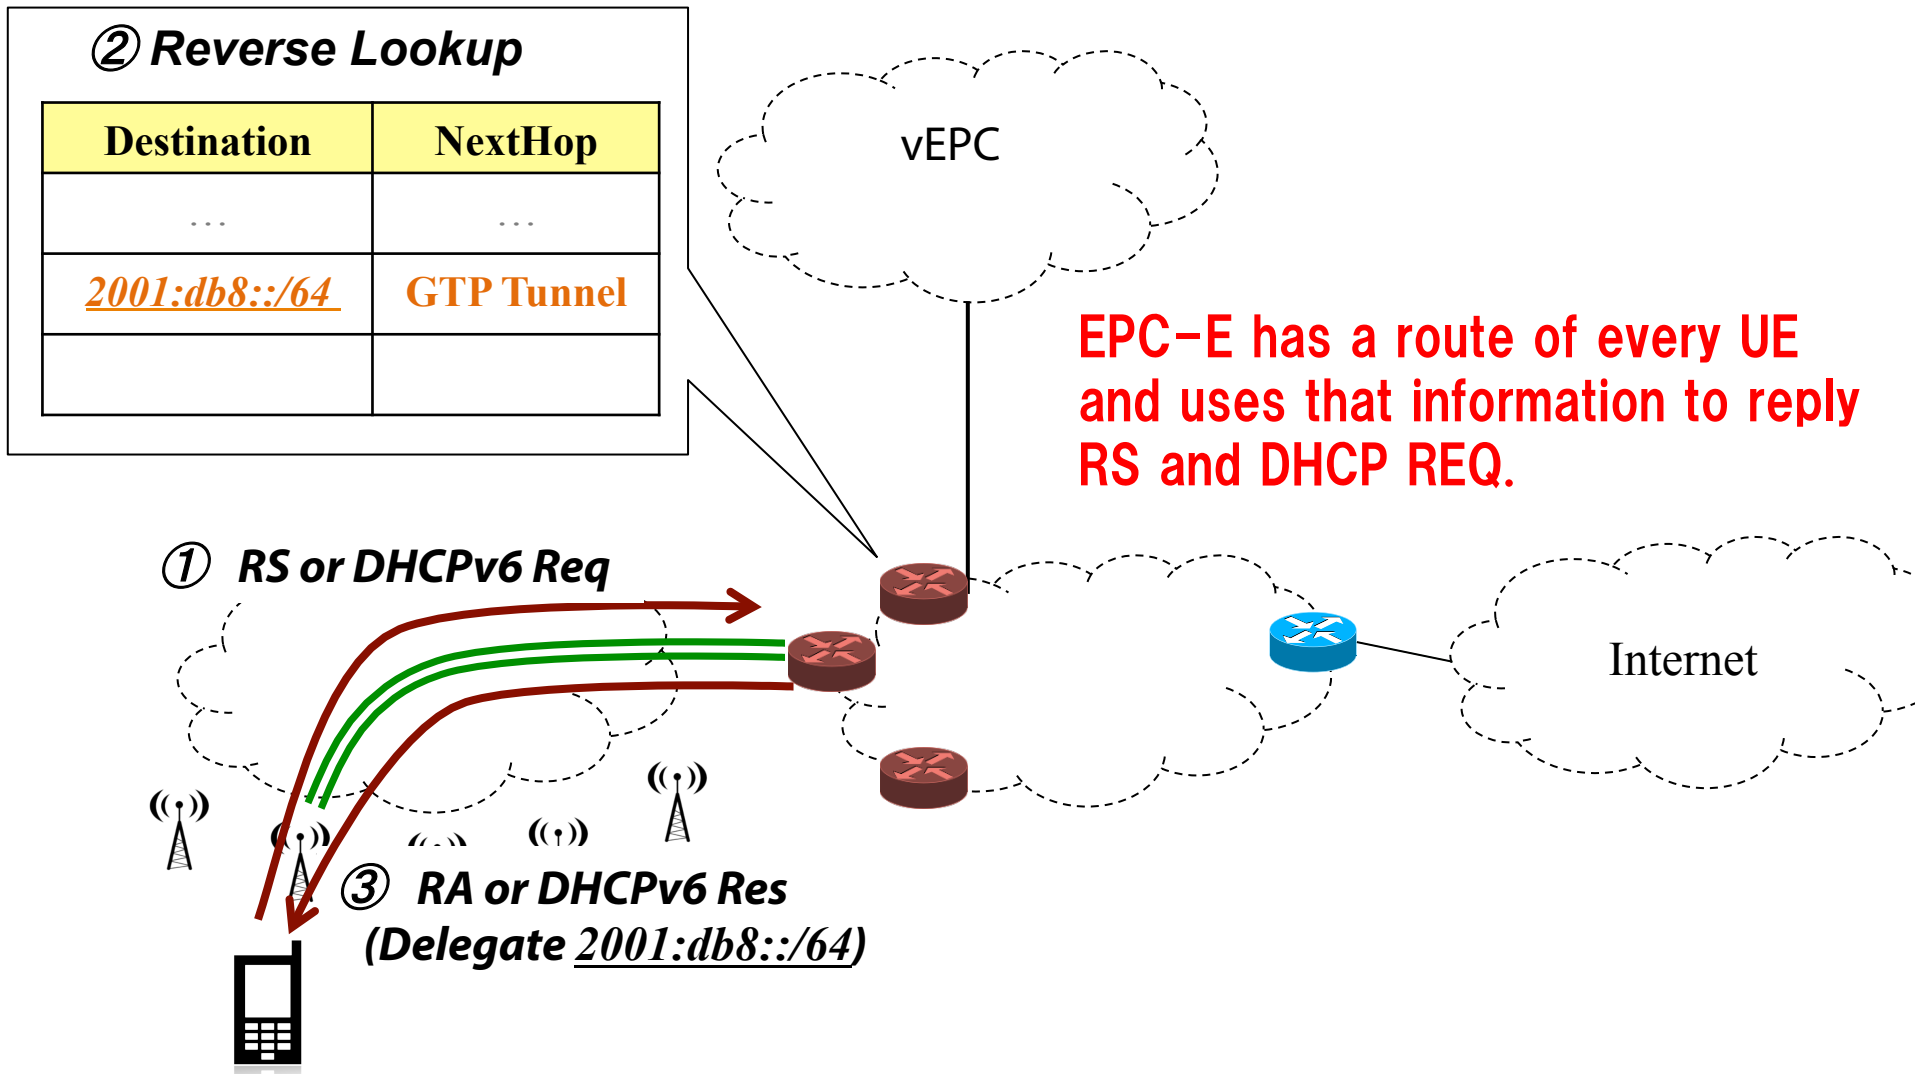 ② Reverse Lookup
Destination NextHop
... ...
2001:db8::/64 GTP Tunnel
vEPC
EPC-E has a route of every UE
and uses that information to reply
RS and DHCP REQ.
① RS or DHCPv6 Req
Internet
③ RA or DHCPv6 Res
(Delegate 2001:db8::/64)